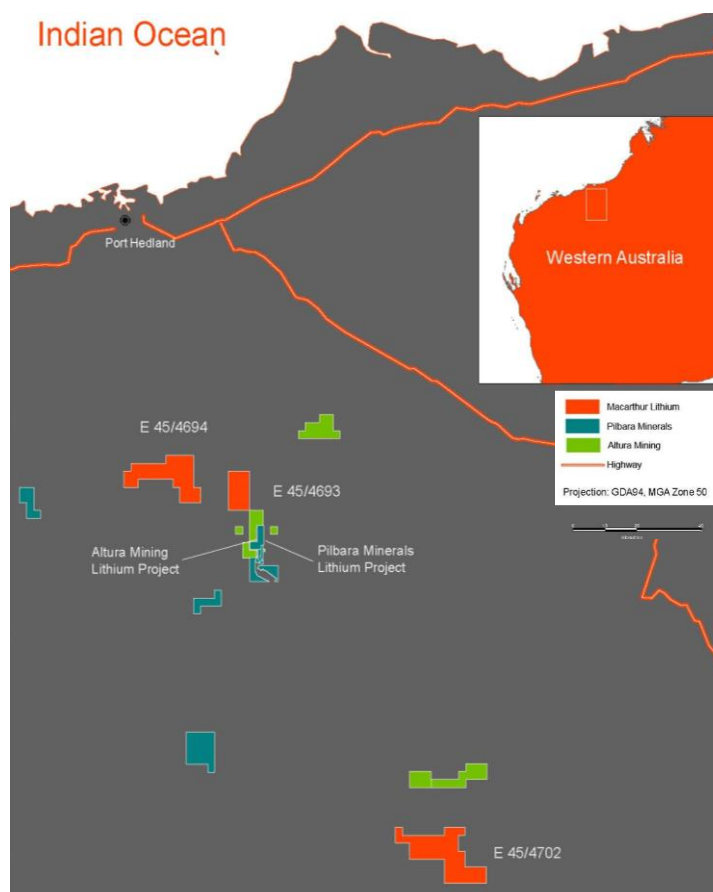 Indian Ocean
Port Hedland
Western Australia
Macarthur Lithium
Pilbara Minerals
Altura Mining
Highway
Projection: GDA94, MGA Zone 50
E 45/4694
E 45/4693
Altura Mining
Lithium Project
Pilbara Minerals
Lithium Project
E 45/4702